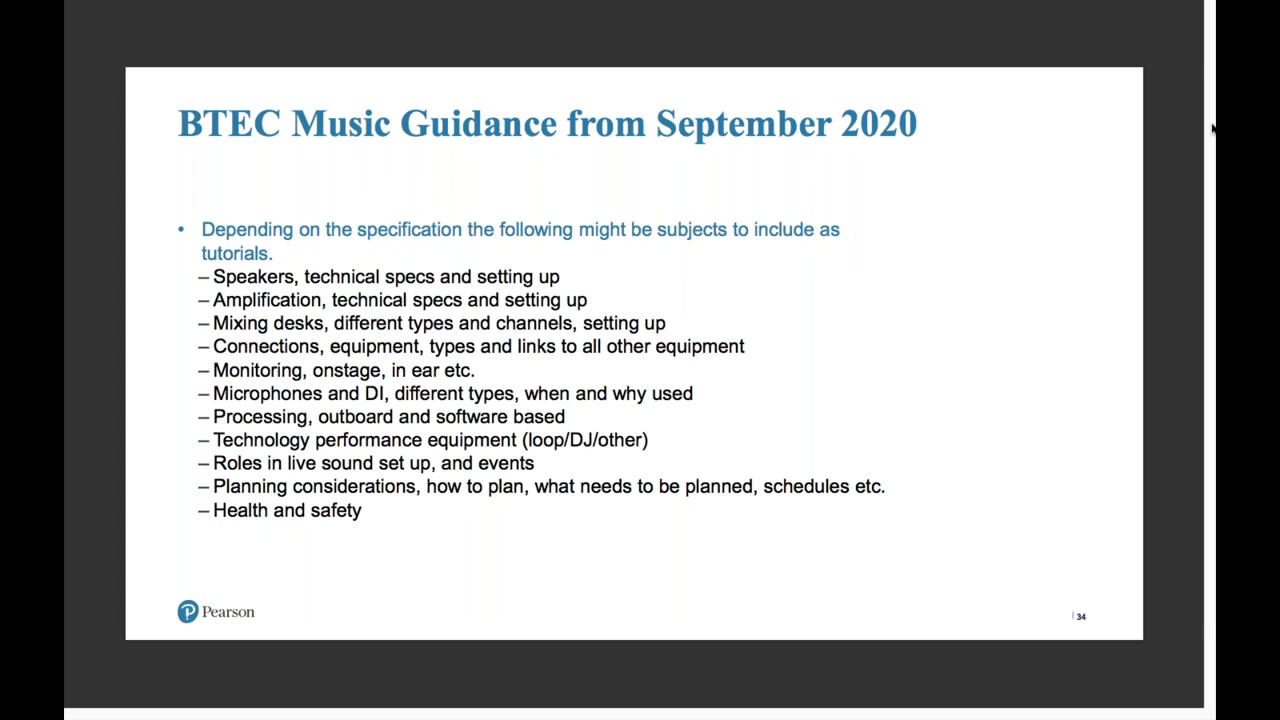 BTEC Music Guidance from September 2020
• Depending on the specification the following might be subjects to include as
tutorials.
– Speakers, technical specs and setting up
– Amplification, technical specs and setting up
– Mixing desks, different types and channels, setting up
– Connections, equipment, types and links to all other equipment
– Monitoring, onstage, in ear etc.
– Microphones and DI, different types, when and why used
– Processing, outboard and software based
– Technology performance equipment (loop/DJ/other)
– Roles in live sound set up, and events
– Planning considerations, how to plan, what needs to be planned, schedules etc.
– Health and safety
P Pearson
| 34